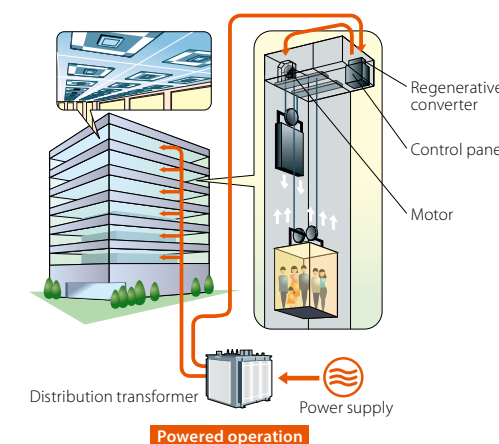 Regenerative
converter
Control pane
Motor
Distribution transformer
Power supply
Powered operation